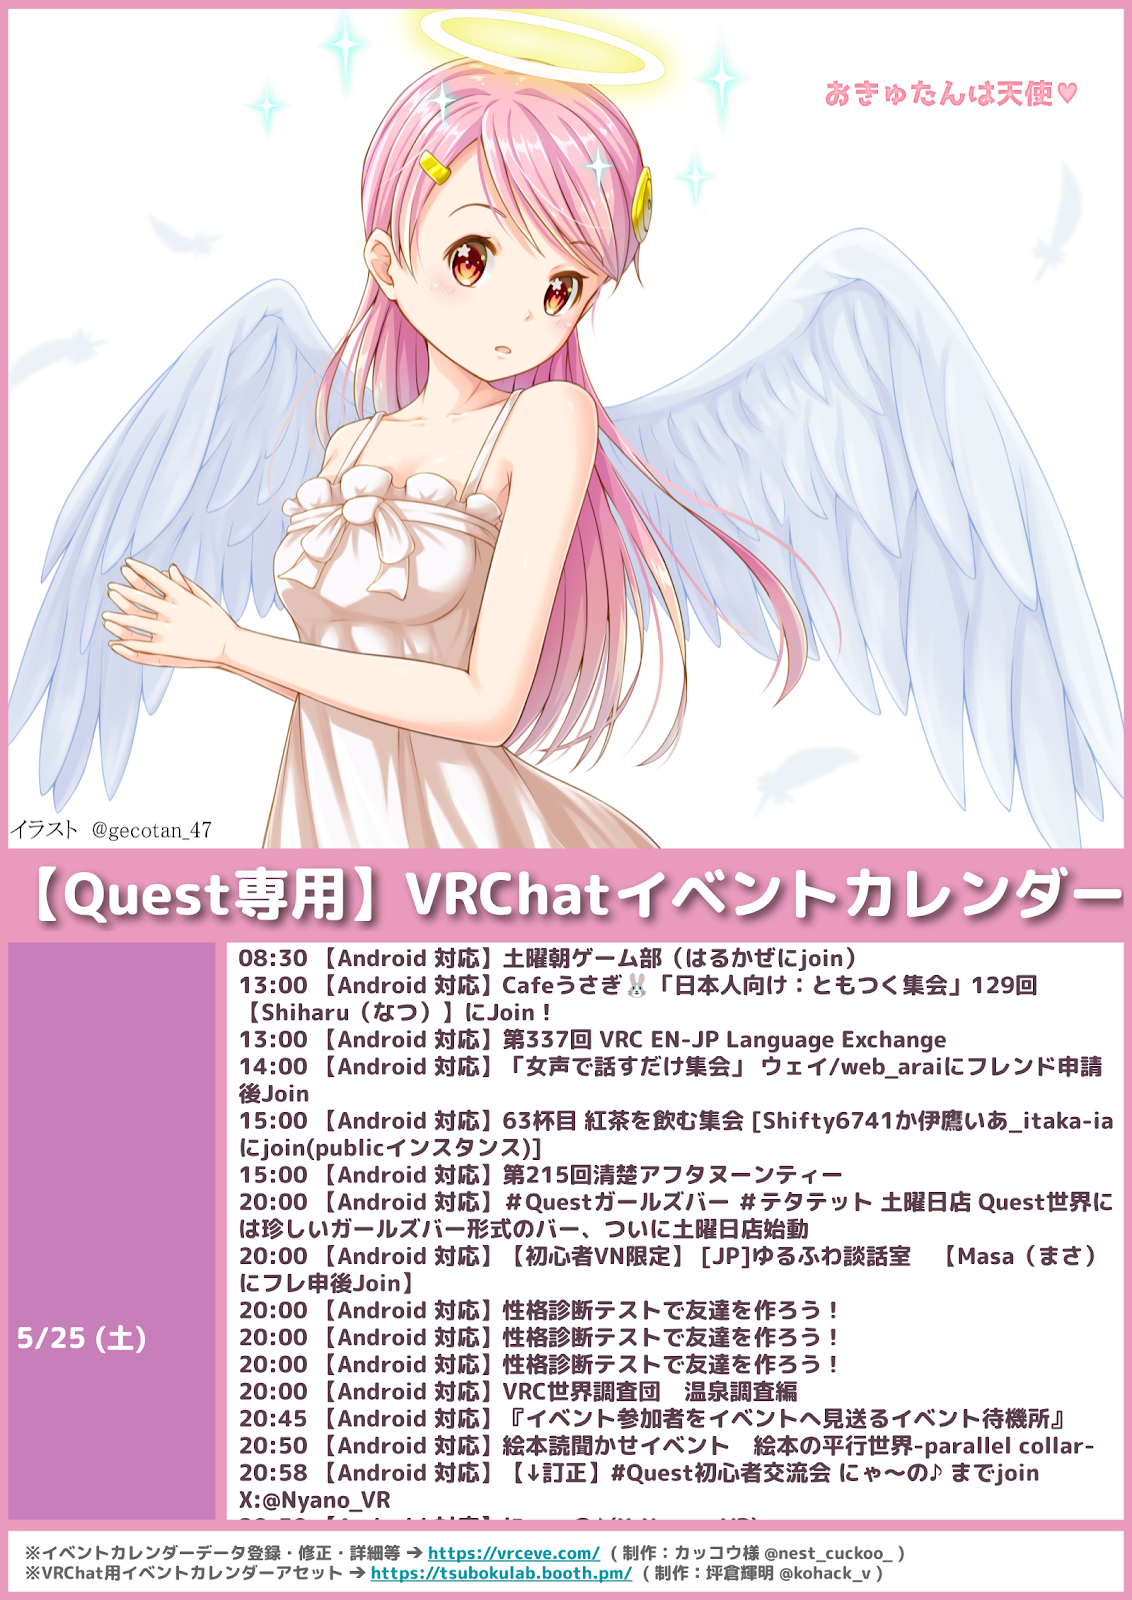 おきゅたんは天使♥
イラスト @gecotan_47
【Quest専用】VRChatイベントカレンダー
5/25 (土)
08:30 【Android 対応】土曜朝ゲーム部（はるかぜにjoin）
13:00 【Android 対応】Cafeうさぎ🐰「日本人向け：ともつく集会」129回
【Shiharu（なつ）】にJoin！
13:00 【Android 対応】第337回 VRC EN-JP Language Exchange
14:00 【Android 対応】「女声で話すだけ集会」 ウェイ/web_araiにフレンド申請
後Join
15:00 【Android 対応】63杯目 紅茶を飲む集会 [Shifty6741か伊鷹いあ_itaka-ia
にjoin(publicインスタンス)]
15:00 【Android 対応】第215回清楚アフタヌーンティー
20:00 【Android 対応】＃Questガールズバー ＃テタテット 土曜日店 Quest世界に
は珍しいガールズバー形式のバー、ついに土曜日店始動
20:00 【Android 対応】【初心者VN限定】 [JP]ゆるふわ談話室　【Masa（まさ）
にフレ申後Join】
20:00 【Android 対応】性格診断テストで友達を作ろう！
20:00 【Android 対応】性格診断テストで友達を作ろう！
20:00 【Android 対応】性格診断テストで友達を作ろう！
20:00 【Android 対応】VRC世界調査団　温泉調査編
20:45 【Android 対応】『イベント参加者をイベントへ見送るイベント待機所』
20:50 【Android 対応】絵本読聞かせイベント　絵本の平行世界-parallel collar-
20:58 【Android 対応】【↓訂正】#Quest初心者交流会 にゃ～の♪ までjoin
X:@Nyano_VR
※イベントカレンダーデータ登録・修正・詳細等 ➔ https://vrceve.com/ （ 制作：カッコウ様 @nest_cuckoo_ ）
※VRChat用イベントカレンダーアセット ➔ https://tsubokulab.booth.pm/ （ 制作：坪倉輝明 @kohack_v ）